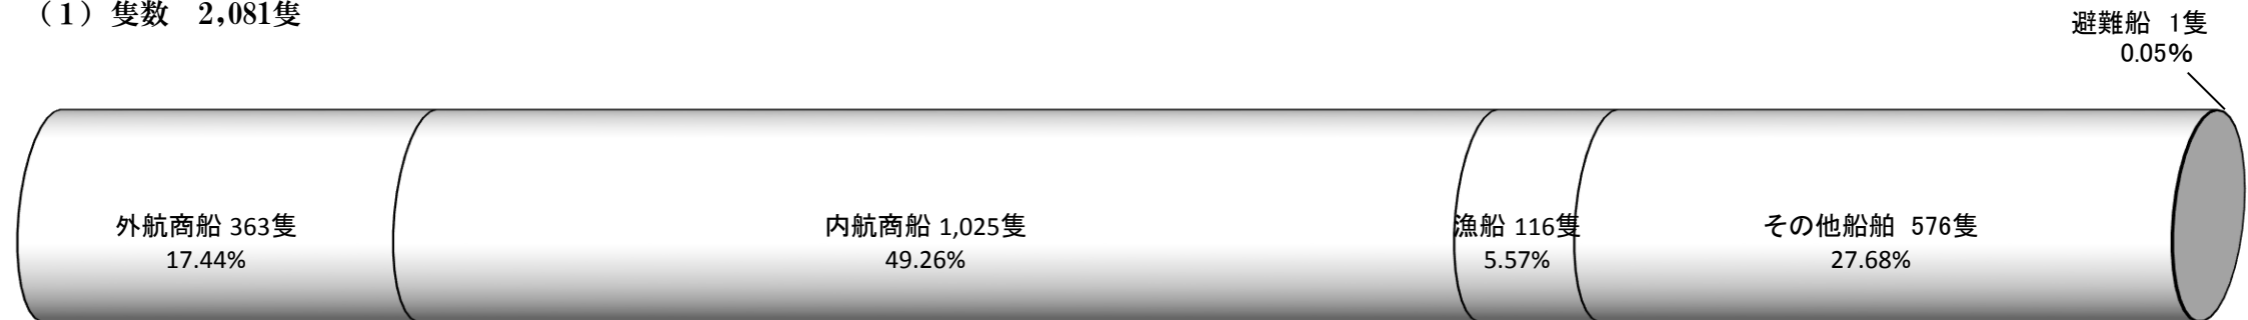 （１）隻数　2,081隻
避難船　1隻
0.05%
外航商船 363隻
17.44%
内航商船 1,025隻
49.26%
漁船 116隻
5.57%
その他船舶　576隻
27.68%